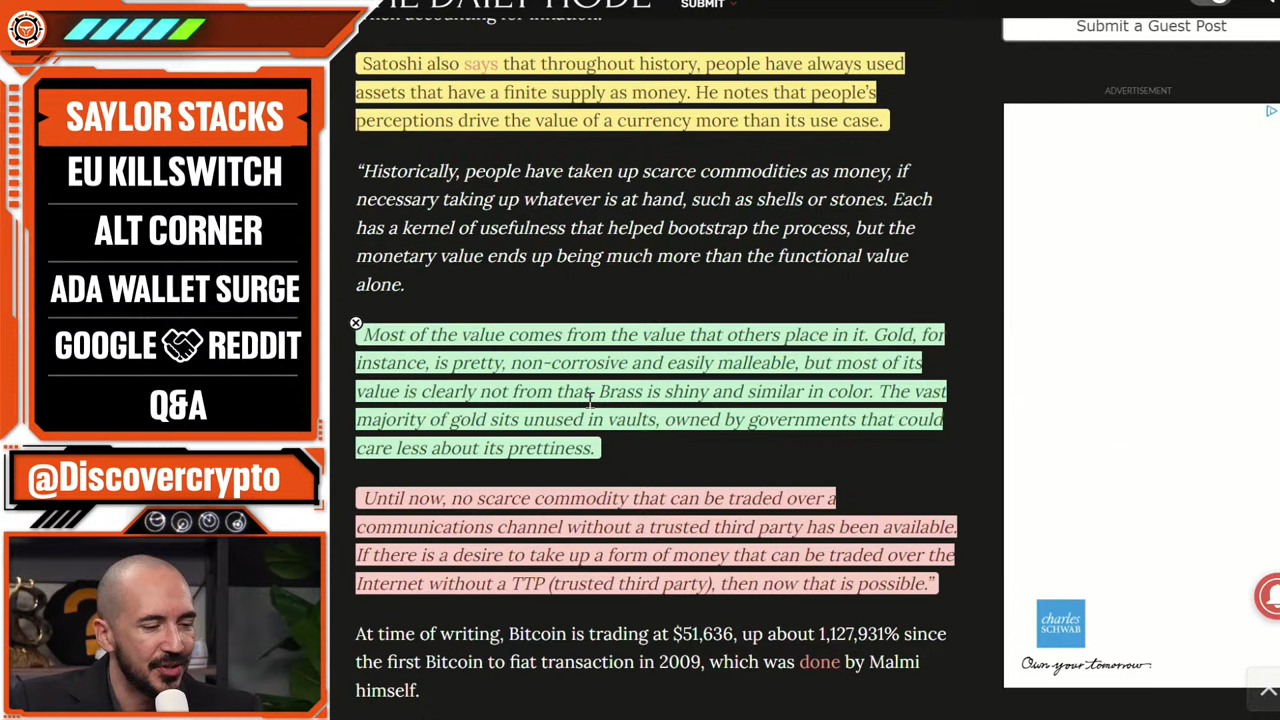 THE DAILY HODL
SUBMIT
when accounting for inflation.
Submit a Guest Post
SAYLOR STACKS
EU KILLSWITCH
ALT CORNER
ADA WALLET SURGE
GOOGLE REDDIT
Q&A
@Discovercrypto
Satoshi also says that throughout history, people have always used
assets that have a finite supply as money. He notes that people's
perceptions drive the value of a currency more than its use case.
“Historically, people have taken up scarce commodities as money, if
necessary taking up whatever is at hand, such as shells or stones. Each
has a kernel of usefulness that helped bootstrap the process, but the
monetary value ends up being much more than the functional value
alone.
Most of the value comes from the value that others place in it. Gold, for
instance, is pretty, non-corrosive and easily malleable, but most of its
value is clearly not from that. Brass is shiny and similar in color. The vast
majority of gold sits unused in vaults, owned by governments that could
care less about its prettiness.
Until now, no scarce commodity that can be traded over a
communications channel without a trusted third party has been available.
If there is a desire to take up a form of money that can be traded over the
Internet without a TTP (trusted third party), then now that is possible.”
At time of writing, Bitcoin is trading at $51,636, up about 1,127,931% since
the first Bitcoin to fiat transaction in 2009, which was done by Malmi
himself.
ADVERTISEMENT
charles
SCHWAB
Own your tomorrow.